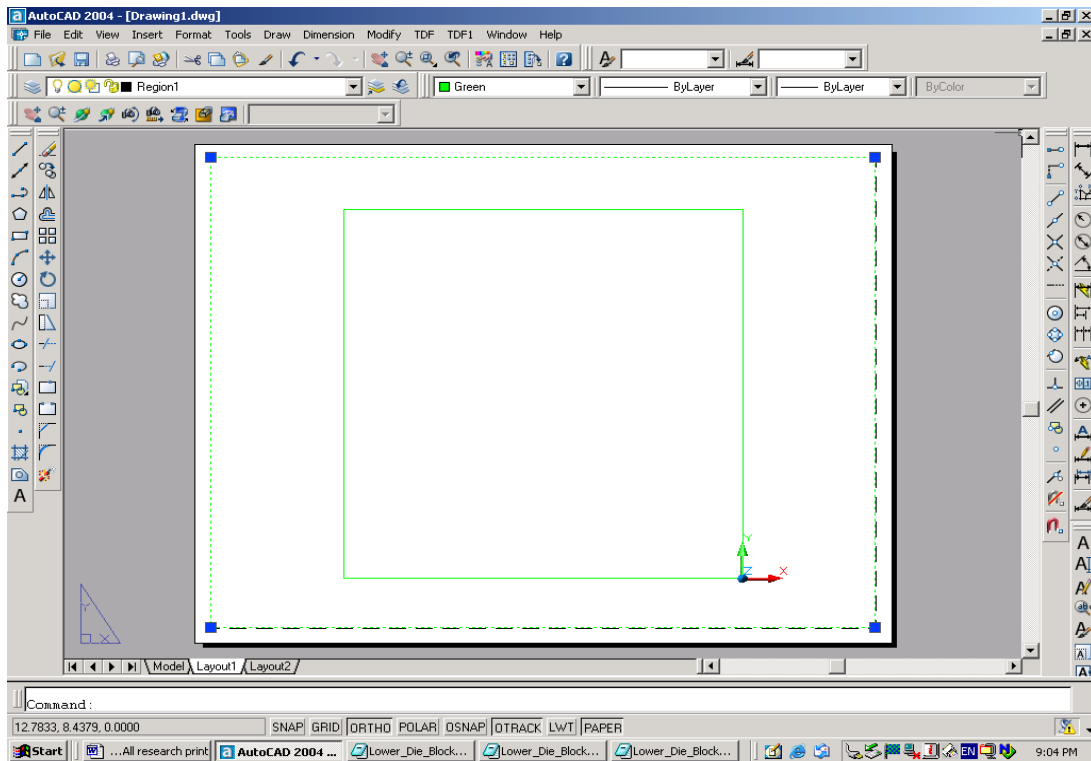 AutoCAD 2004 - [Drawing1.dwg]
File Edit View Insert Format Tools Draw Dimension Modify TDF TDF1 Window Help
Region1 Green ByLayer ByLayer ByColor
Y
Z X
Y
X
A
A
A
A
Model Layout1 Layout2
Command:
12.7833, 8.4379, 0.0000 SNAP GRID ORTHO POLAR OSNAP OTRACK LWT PAPER
Start ...All research print AutoCAD 2004 ... Lower_Die_Block... Lower_Die_Block... Lower_Die_Block... EN 9:04 PM